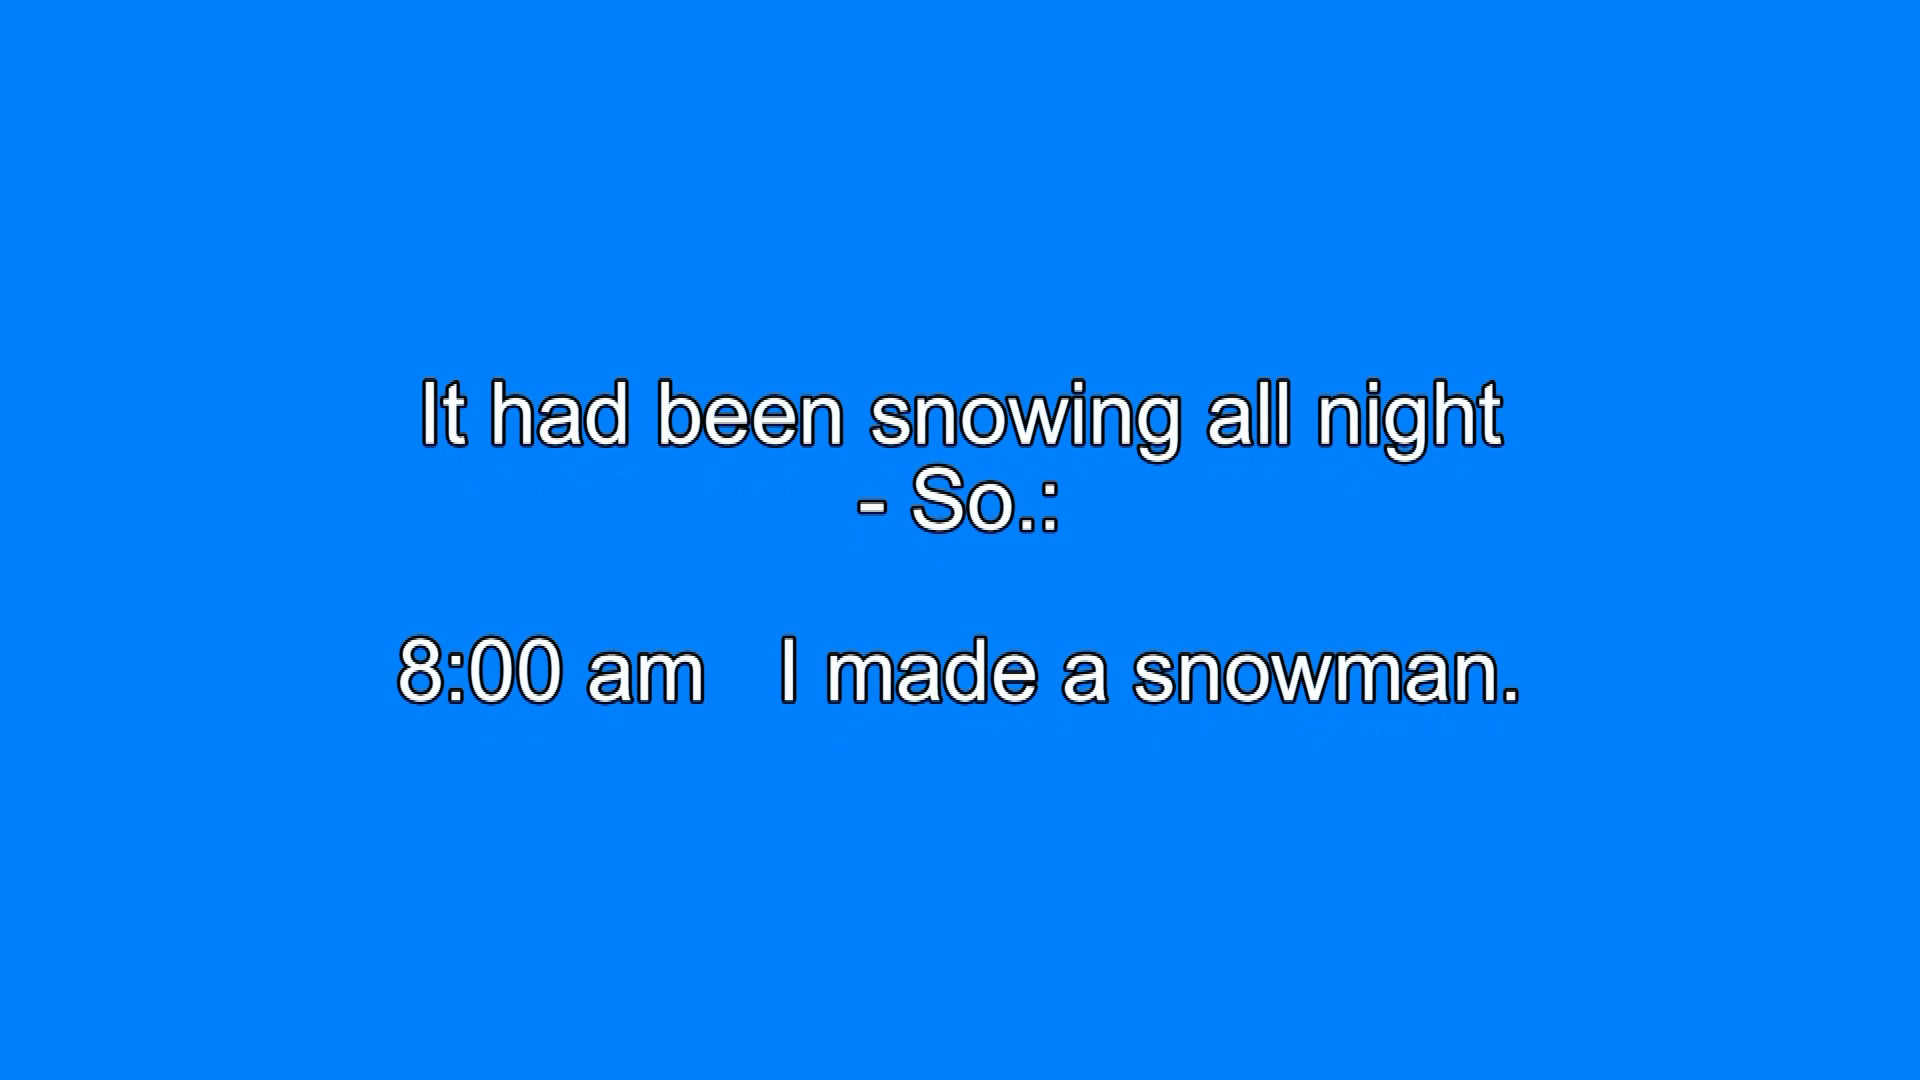 It had been snowing all night
- So.:
8:00 am   I made a snowman.